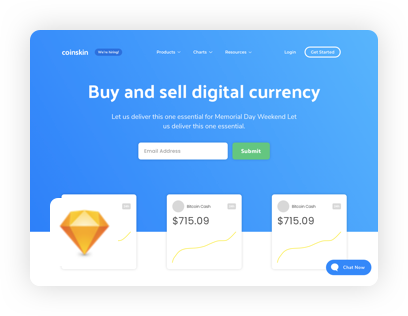 coinskin We're hiring! Products Charts Resources Login Get Started
Buy and sell digital currency
Let us deliver this one essential for Memorial Day Weekend Let
us deliver this one essential.
Email Address Submit
Bitcoin Cash Bitcoin Cash
$715.09 $715.09
Chat Now